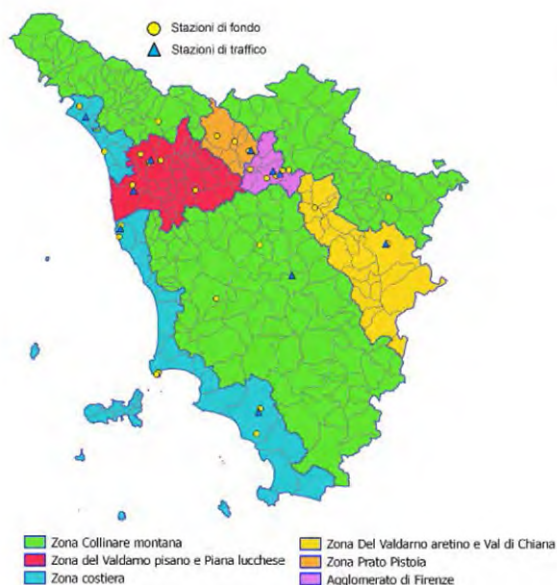 Stazioni di fondo
Stazioni di traffico
Zona Collinare montana
Zona del Valdarno pisano e Piana lucchese
Zona costiera
Zona Del Valdarno aretino e Val di Chiana
Zona Prato Pistoia
Agglomerato di Firenze